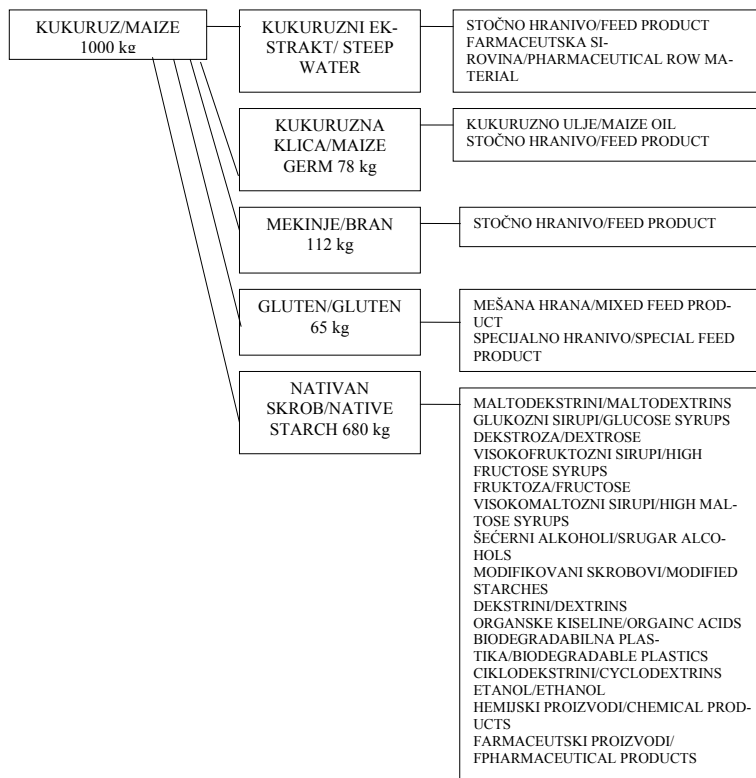 KUKURUZ/MAIZE
1000 kg
KUKURUZNI EK-
STRAKT/ STEEP
WATER
STOČNO HRANIVO/FEED PRODUCT
FARMACEUTSKA SI-
ROVINA/PHARMACEUTICAL ROW MA-
TERIAL
KUKURUZNA
KLICA/MAIZE
GERM 78 kg
KUKURUZNO ULJE/MAIZE OIL
STOČNO HRANIVO/FEED PRODUCT
MEKINJE/BRAN
112 kg
STOČNO HRANIVO/FEED PRODUCT
GLUTEN/GLUTEN
65 kg
MEŠANA HRANA/MIXED FEED PROD-
UCT
SPECIJALNO HRANIVO/SPECIAL FEED
PRODUCT
NATIVAN
SKROB/NATIVE
STARCH 680 kg
MALTODEKSTRINI/MALTODEXTRINS
GLUKOZNI SIRUPI/GLUCOSE SYRUPS
DEKSTROZA/DEXTROSE
VISOKOFRUKTOZNI SIRUPI/HIGH
FRUCTOSE SYRUPS
FRUKTOZA/FRUCTOSE
VISOKOMALTOZNI SIRUPI/HIGH MAL-
TOSE SYRUPS
ŠEĆERNI ALKOHOLI/SRUGAR ALCO-
HOLS
MODIFIKOVANI SKROBOVI/MODIFIED
STARCHES
DEKSTRINI/DEXTRINS
ORGANSKE KISELINE/ORGAINC ACIDS
BIODEGRADABILNA PLAS-
TIKA/BIODEGRADABLE PLASTICS
CIKLODEKSTRINI/CYCLODEXTRINS
ETANOL/ETHANOL
HEMIJSKI PROIZVODI/CHEMICAL PROD-
UCTS
FARMACEUTSKI PROIZVODI/
FPHARMACEUTICAL PRODUCTS